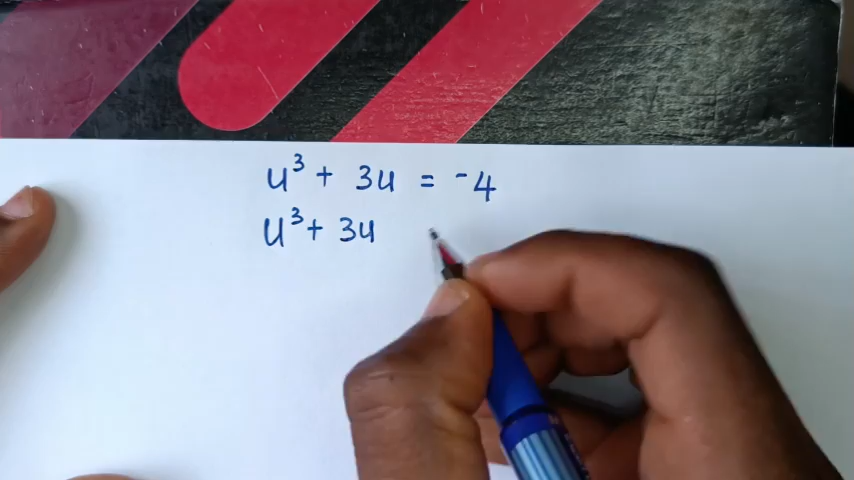 u³ + 3u = -4
u³ + 3u